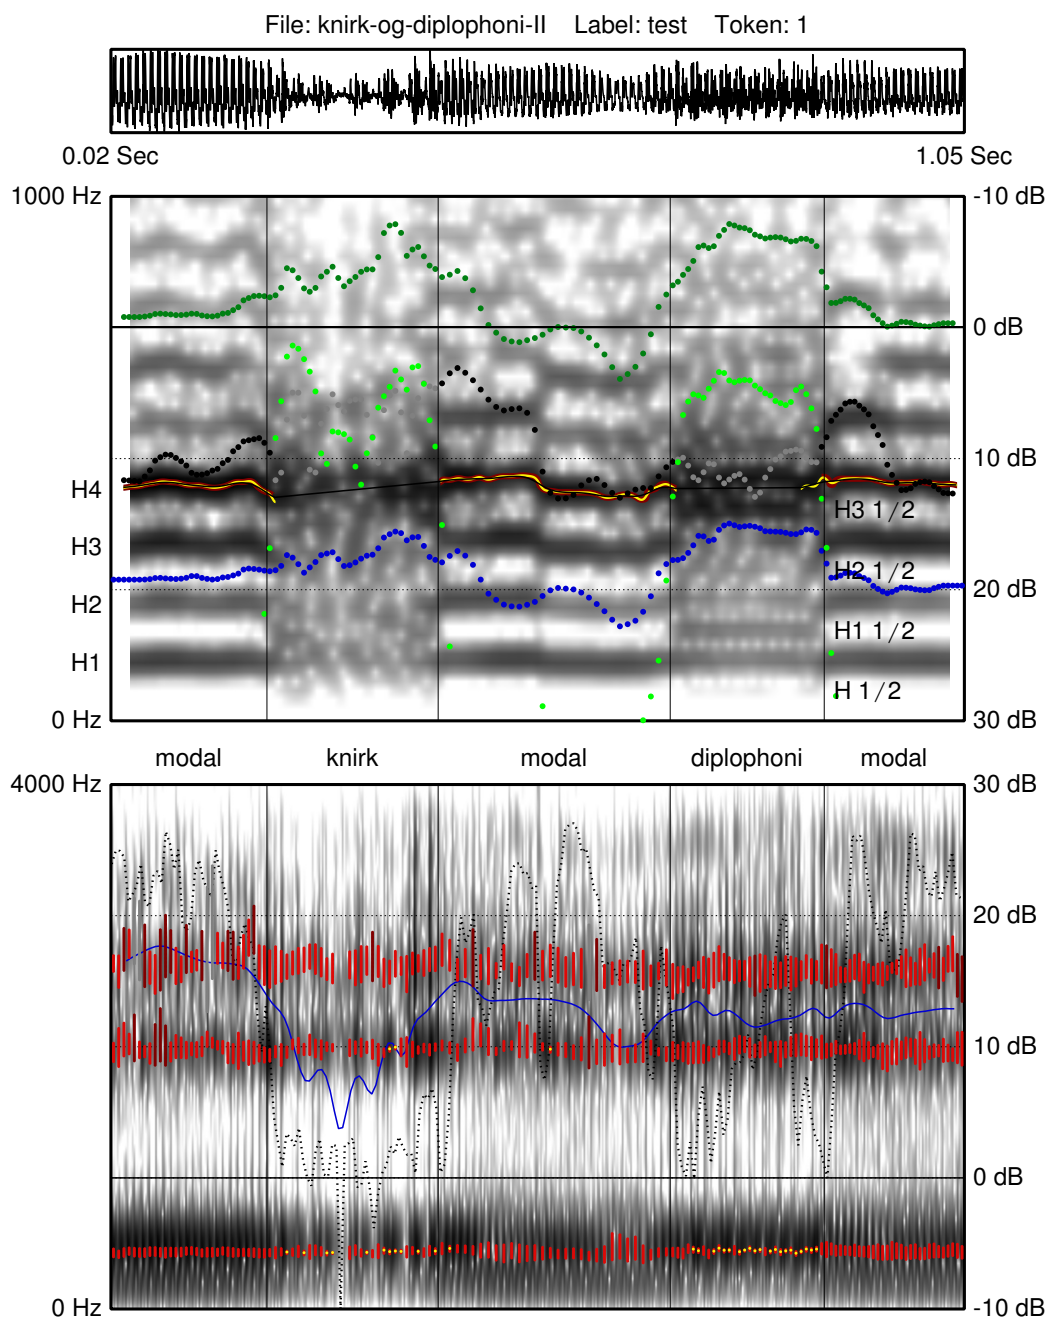 File: knirk-og-diplophoni-II Label: test Token: 1
0.02 Sec 1.05 Sec
1000 Hz -10 dB
0 dB
10 dB
H4
H3 1/2
H3
H2 1/2
20 dB
H2
H1 1/2
H1
H 1/2
0 Hz 30 dB
modal knirk modal diplophoni modal
4000 Hz 30 dB
20 dB
10 dB
0 dB
0 Hz -10 dB